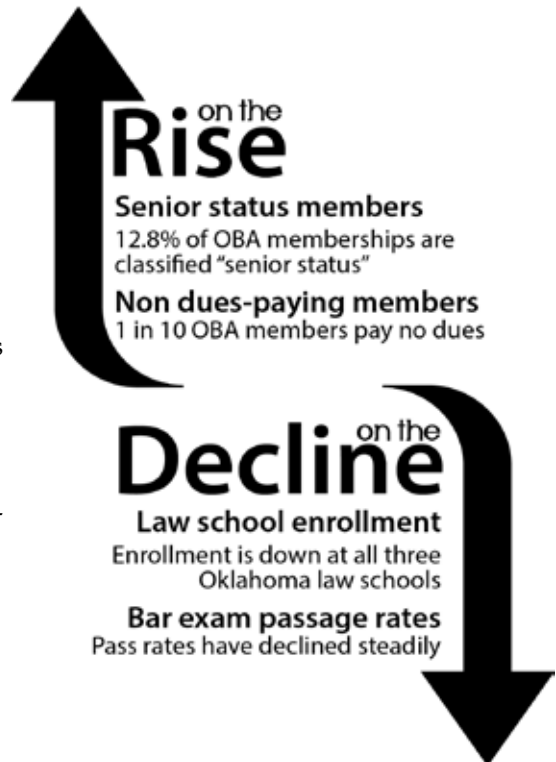 on the
Rise
Senior status members
12.8% of OBA memberships are
classified “senior status”
Non dues-paying members
1 in 10 OBA members pay no dues
on the
Decline
Law school enrollment
Enrollment is down at all three
Oklahoma law schools
Bar exam passage rates
Pass rates have declined steadily